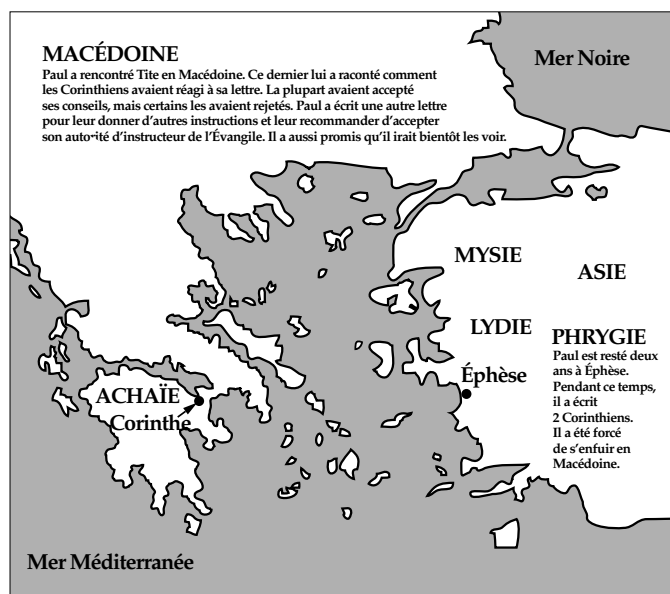 MACÉDOINE
Paul a rencontré Tite en Macédoine. Ce dernier lui a raconté comment
les Corinthiens avaient réagi à sa lettre. La plupart avaient accepté
ses conseils, mais certains les avaient rejetés. Paul a écrit une autre lettre
pour leur donner d'autres instructions et leur recommander d'accepter
son autorité d'instructeur de l'Évangile. Il a aussi promis qu'il irait bientôt les voir.
Mer Noire
MYSIE
ASIE
LYDIE
PHRYGIE
Paul est resté deux
ans à Éphèse.
Pendant ce temps,
il a écrit
2 Corinthiens.
Il a été forcé
de s'enfuir en
Macédoine.
Éphèse
ACHAÏE
Corinthe
Mer Méditerranée